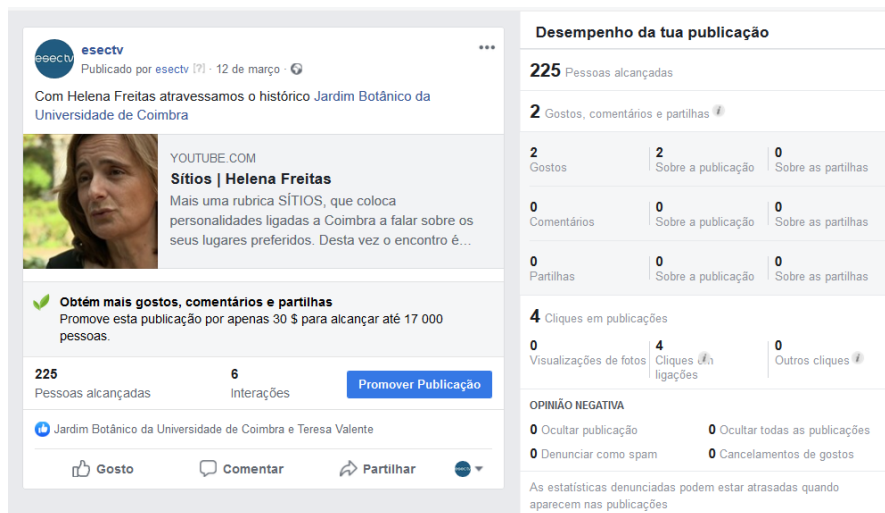 esectv
esectv
•••
Publicado por esectv [?] · 12 de março ·
Com Helena Freitas atravessamos o histórico Jardim Botânico da
Universidade de Coimbra
YOUTUBE.COM
Sítios | Helena Freitas
Mais uma rubrica SÍTIOS, que coloca
personalidades ligadas a Coimbra a falar sobre os
seus lugares preferidos. Desta vez o encontro é...
Obtém mais gostos, comentários e partilhas
Promove esta publicação por apenas 30 $ para alcançar até 17 000
pessoas.
225 6
Pessoas alcançadas Interações Promover Publicação
Jardim Botânico da Universidade de Coimbra e Teresa Valente
Gosto Comentar Partilhar esectv
Desempenho da tua publicação
225 Pessoas alcançadas
2 Gostos, comentários e partilhas i
2 2 0
Gostos Sobre a publicação Sobre as partilhas
0 0 0
Comentários Sobre a publicação Sobre as partilhas
0 0 0
Partilhas Sobre a publicação Sobre as partilhas
4 Cliques em publicações
0 4 0
Visualizações de fotos Cliques em Outros cliques i
ligações
OPINIÃO NEGATIVA
0 Ocultar publicação 0 Ocultar todas as publicações
0 Denunciar como spam 0 Cancelamentos de gostos
As estatísticas denunciadas podem estar atrasadas quando
aparecem nas publicações